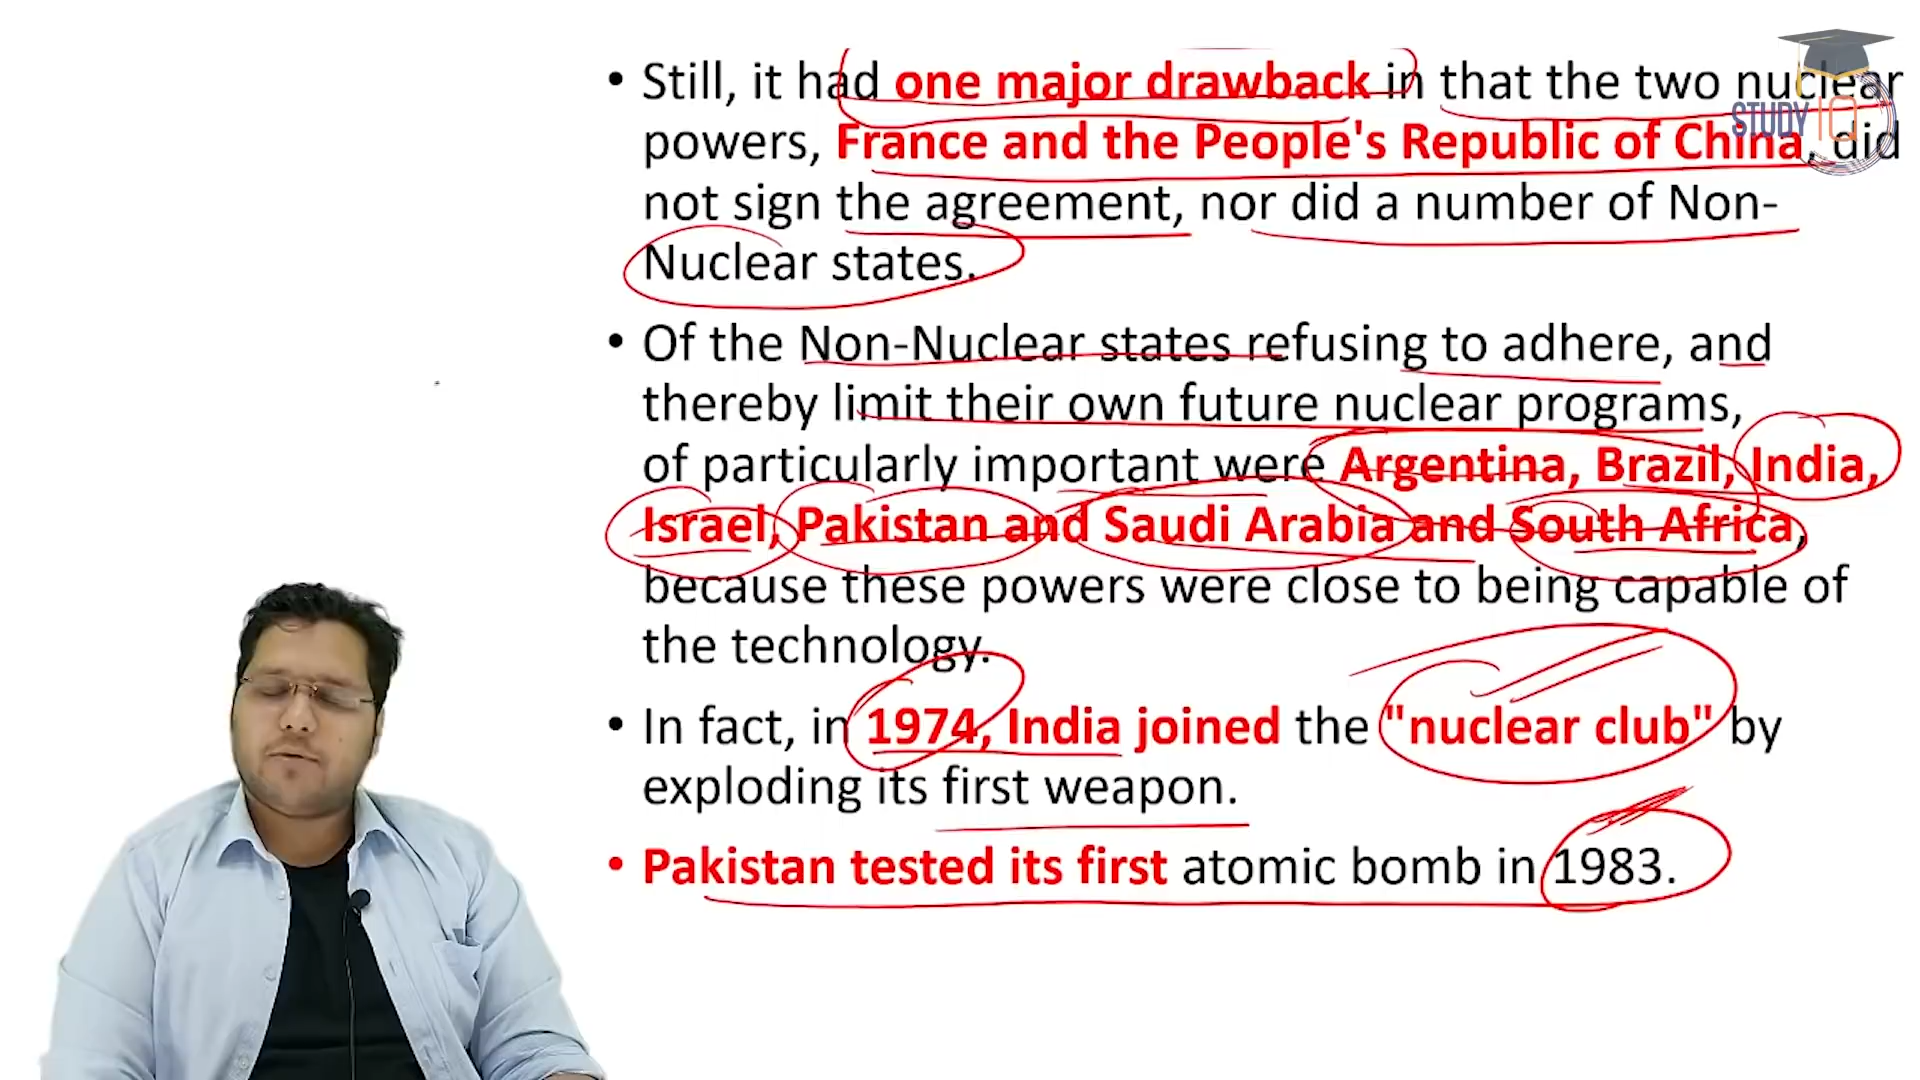 • Still, it had one major drawback in that the two nuclear
powers, France and the People's Republic of China, did
not sign the agreement, nor did a number of Non-
Nuclear states.
• Of the Non-Nuclear states refusing to adhere, and
thereby limit their own future nuclear programs,
of particularly important were Argentina, Brazil, India,
Israel, Pakistan and Saudi Arabia and South Africa,
because these powers were close to being capable of
the technology.
• In fact, in 1974, India joined the "nuclear club" by
exploding its first weapon.
• Pakistan tested its first atomic bomb in 1983.
STUDY IQ